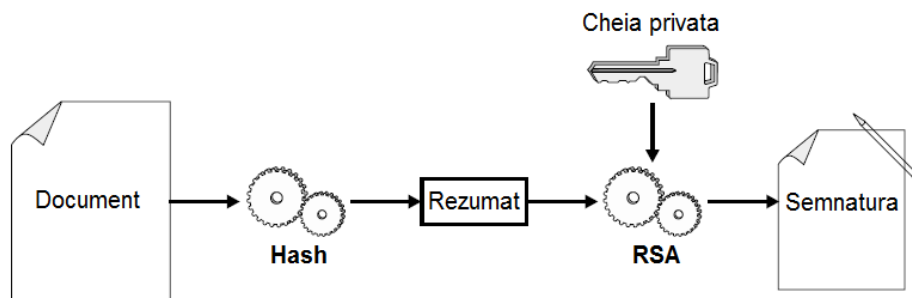 Cheia privata
Document
Rezumat
Semnatura
Hash
RSA